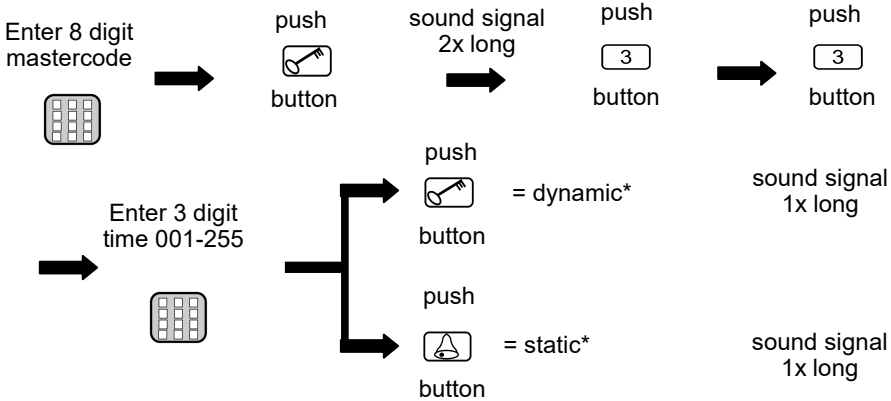 Enter 8 digit
mastercode
push
button
sound signal
2x long
push
3
button
push
3
button
Enter 3 digit
time 001-255
push
= dynamic*
button
sound signal
1x long
push
= static*
button
sound signal
1x long